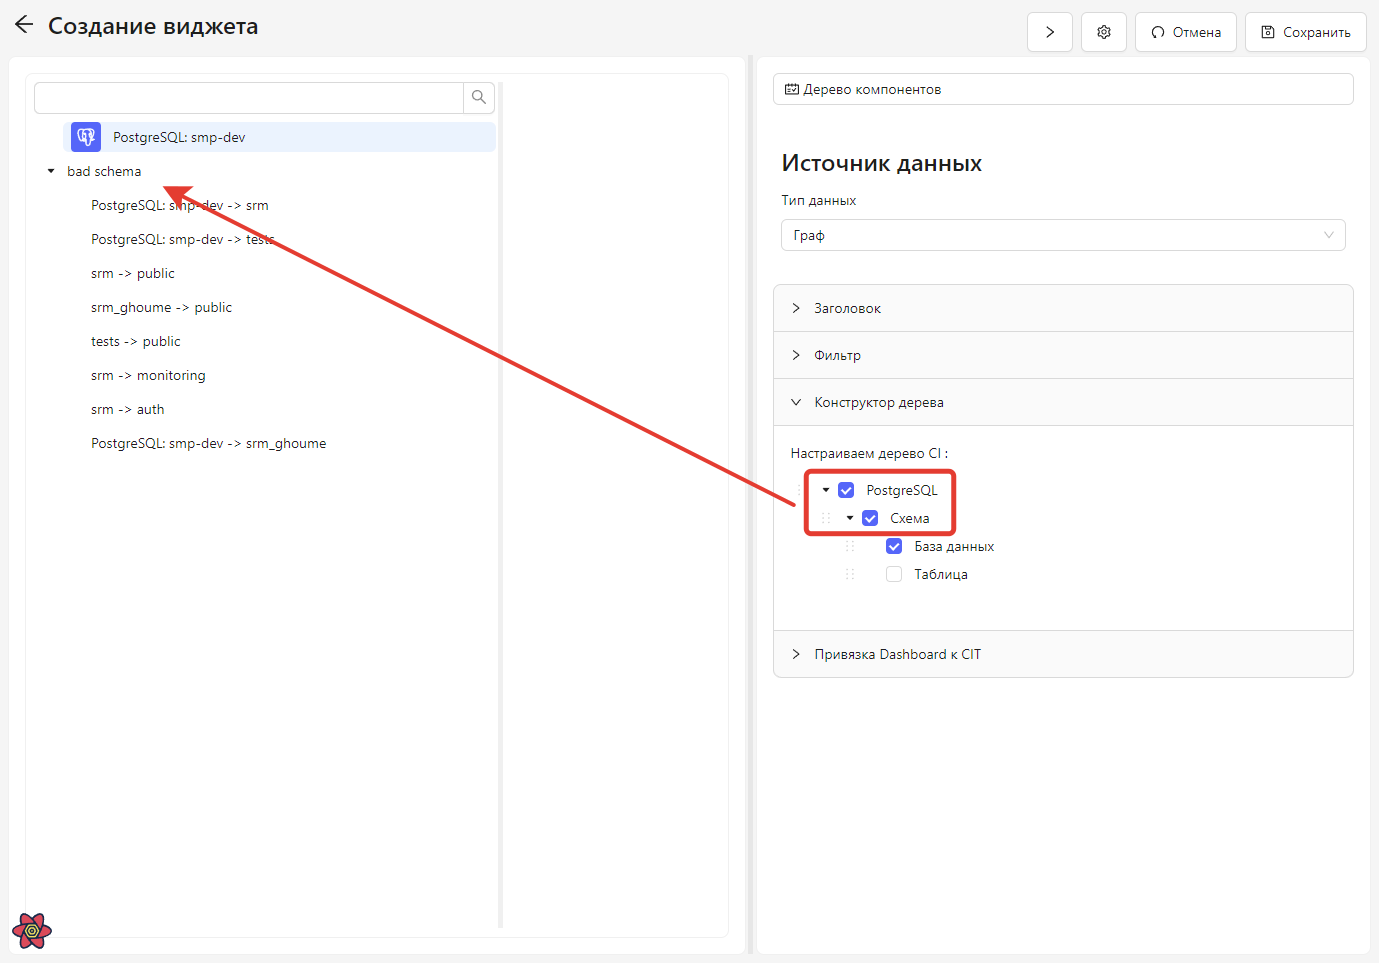 Создание виджета
Отмена
Сохранить
PostgreSQL: smp-dev
bad schema
PostgreSQL: smp-dev -> srm
PostgreSQL: smp-dev -> tests
srm -> public
srm_ghoume -> public
tests -> public
srm -> monitoring
srm -> auth
PostgreSQL: smp-dev -> srm_ghoume
Дерево компонентов
Источник данных
Тип данных
Граф
Заголовок
Фильтр
Конструктор дерева
Настраиваем дерево CI :
PostgreSQL
Схема
База данных
Таблица
Привязка Dashboard к CIT